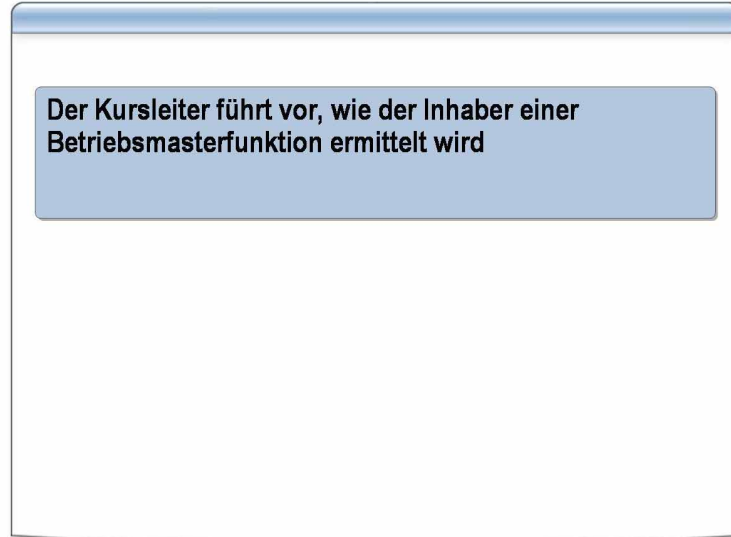 Der Kursleiter führt vor, wie der Inhaber einer
Betriebsmasterfunktion ermittelt wird